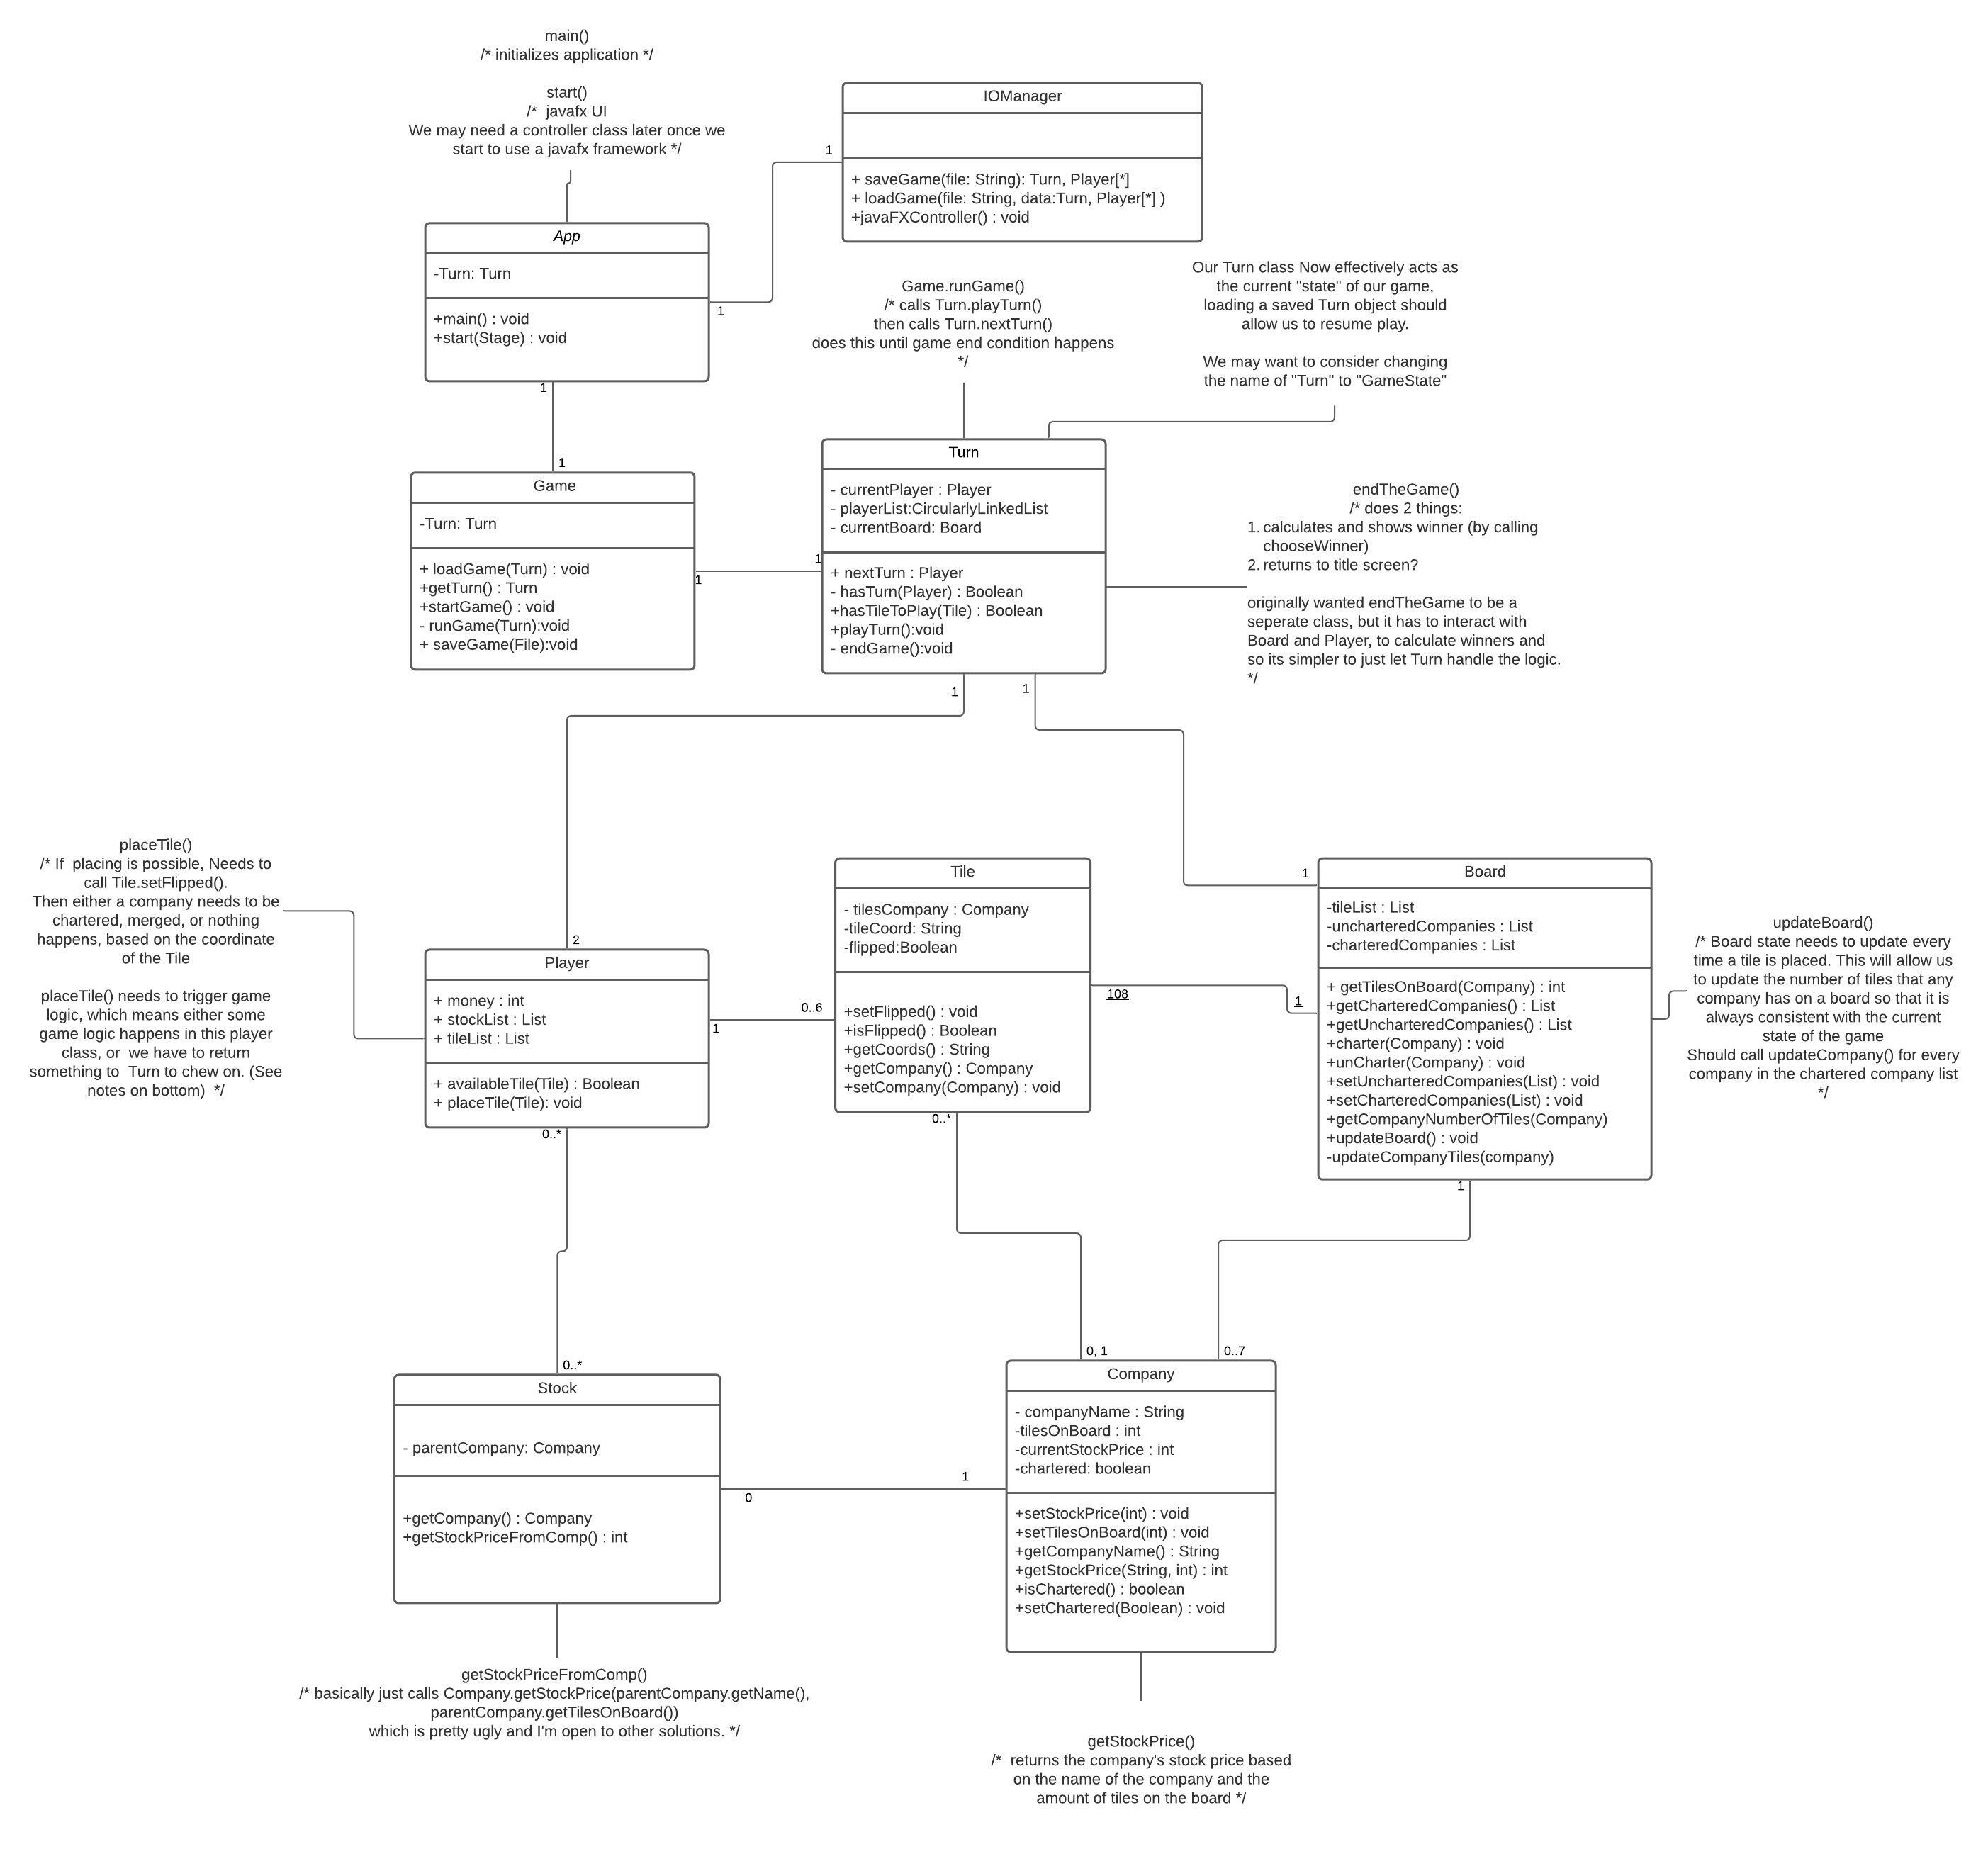 main()
/* initializes application */
start()
/*  javafx UI
We may need a controller class later once we
start to use a javafx framework */
IOManager
+ saveGame(file: String): Turn, Player[*]
+ loadGame(file: String, data:Turn, Player[*] )
+javaFXController() : void
1
1
App
-Turn: Turn
+main() : void
+start(Stage) : void
1
1
Game.runGame()
/* calls Turn.playTurn()
then calls Turn.nextTurn()
does this until game end condition happens
*/
Our Turn class Now effectively acts as
the current "state" of our game,
loading a saved Turn object should
allow us to resume play.
We may want to consider changing
the name of "Turn" to "GameState"
Game
-Turn: Turn
+ loadGame(Turn) : void
+getTurn() : Turn
+startGame() : void
- runGame(Turn):void
+ saveGame(File):void
1
1
Turn
- currentPlayer : Player
- playerList:CircularlyLinkedList
- currentBoard: Board
+ nextTurn : Player
- hasTurn(Player) : Boolean
+hasTileToPlay(Tile) : Boolean
+playTurn():void
- endGame():void
1
1
endTheGame()
/* does 2 things:
1. calculates and shows winner (by calling
chooseWinner)
2. returns to title screen?
originally wanted endTheGame to be a
seperate class, but it has to interact with
Board and Player, to calculate winners and
so its simpler to just let Turn handle the logic.
*/
placeTile()
/* If  placing is possible, Needs to
call Tile.setFlipped().
Then either a company needs to be
chartered, merged, or nothing
happens, based on the coordinate
of the Tile
placeTile() needs to trigger game
logic, which means either some
game logic happens in this player
class, or  we have to return
something to  Turn to chew on. (See
notes on bottom)  */
2
Player
+ money : int
+ stockList : List
+ tileList : List
+ availableTile(Tile) : Boolean
+ placeTile(Tile): void
1
0..6
0..*
Tile
- tilesCompany : Company
-tileCoord: String
-flipped:Boolean
+setFlipped() : void
+isFlipped() : Boolean
+getCoords() : String
+getCompany() : Company
+setCompany(Company) : void
108
1
0..*
1
Board
-tileList : List
-uncharteredCompanies : List
-charteredCompanies : List
+ getTilesOnBoard(Company) : int
+getCharteredCompanies() : List
+getUncharteredCompanies() : List
+charter(Company) : void
+unCharter(Company) : void
+setUncharteredCompanies(List) : void
+setCharteredCompanies(List) : void
+getCompanyNumberOfTiles(Company)
+updateBoard() : void
-updateCompanyTiles(company)
1
updateBoard()
/* Board state needs to update every
time a tile is placed. This will allow us
to update the number of tiles that any
company has on a board so that it is
always consistent with the current
state of the game
Should call updateCompany() for every
company in the chartered company list
*/
0..*
Stock
- parentCompany: Company
+getCompany() : Company
+getStockPriceFromComp() : int
0
1
0, 1
0..7
Company
- companyName : String
-tilesOnBoard : int
-currentStockPrice : int
-chartered: boolean
+setStockPrice(int) : void
+setTilesOnBoard(int) : void
+getCompanyName() : String
+getStockPrice(String, int) : int
+isChartered() : boolean
+setChartered(Boolean) : void
getStockPriceFromComp()
/* basically just calls Company.getStockPrice(parentCompany.getName(),
parentCompany.getTilesOnBoard())
which is pretty ugly and I'm open to other solutions. */
getStockPrice()
/*  returns the company's stock price based
on the name of the company and the
amount of tiles on the board */